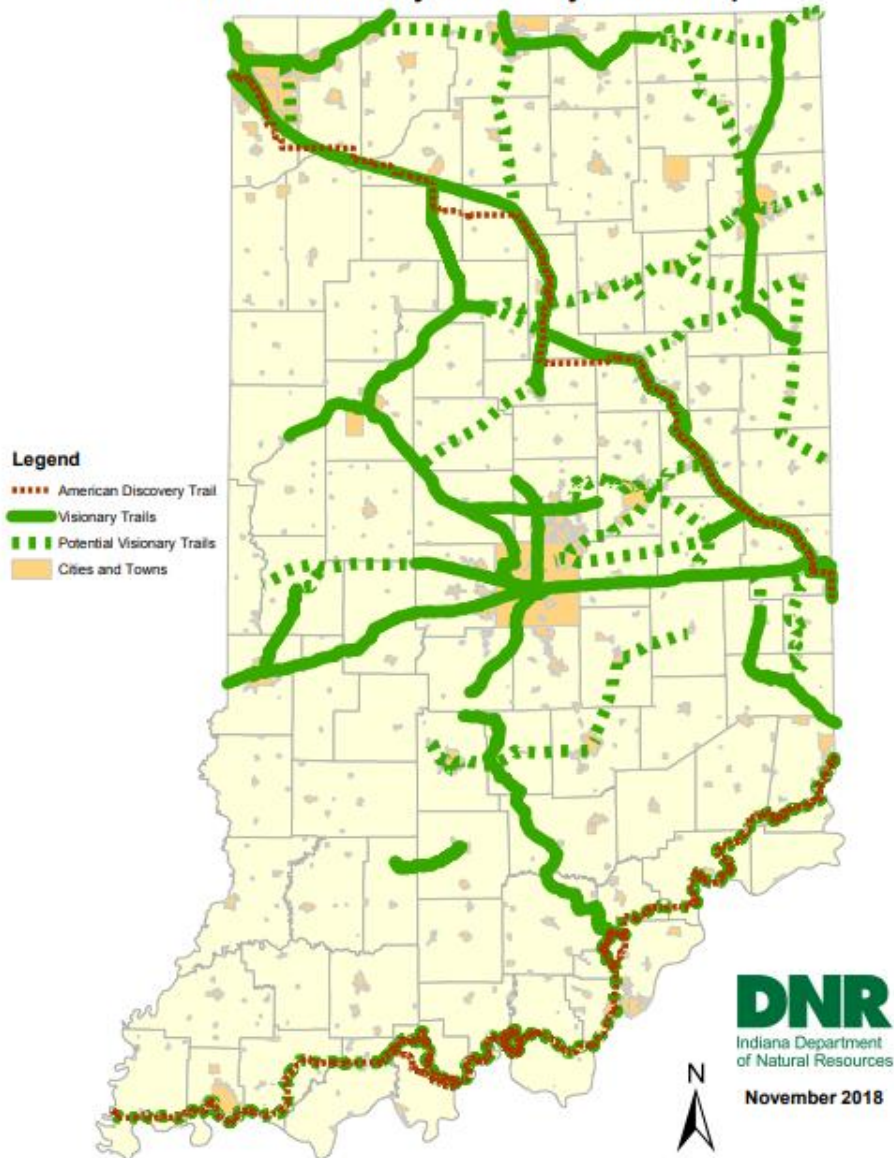 Legend
American Discovery Trail
Visionary Trails
Potential Visionary Trails
Cities and Towns
DNR
Indiana Department
of Natural Resources
N
November 2018